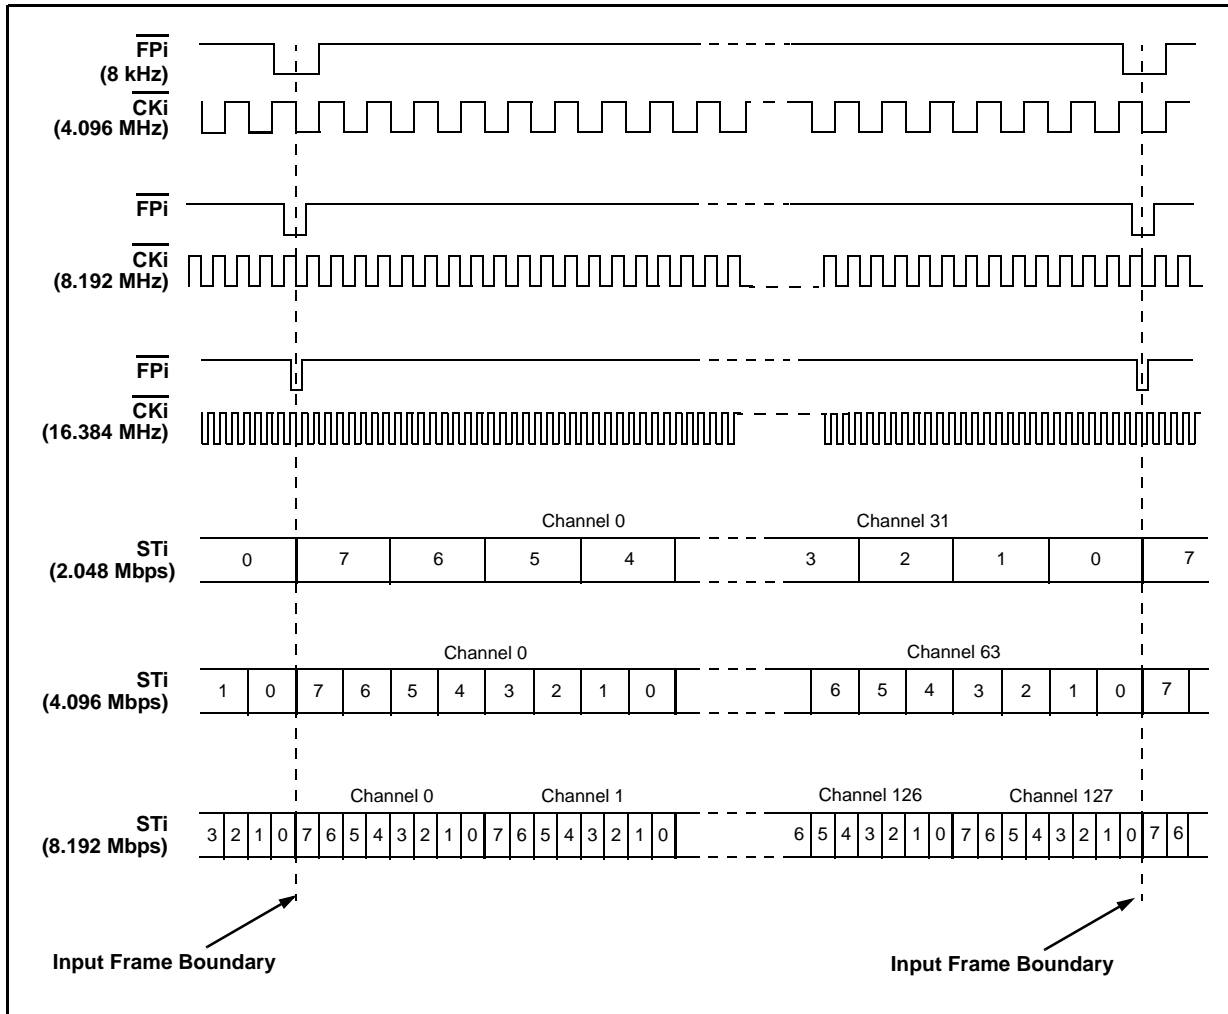 FPi
(8 kHz)
CKi
(4.096 MHz)
FPi
CKi
(8.192 MHz)
FPi
CKi
(16.384 MHz)
Channel 0 Channel 31
STi
(2.048 Mbps)
0 7 6 5 4 3 2 1 0 7
Channel 0 Channel 63
STi
(4.096 Mbps)
1 0 7 6 5 4 3 2 1 0 6 5 4 3 2 1 0 7
Channel 0 Channel 1 Channel 126 Channel 127
STi
(8.192 Mbps)
3 2 1 0 7 6 5 4 3 2 1 0 7 6 5 4 3 2 1 0 6 5 4 3 2 1 0 7 6 5 4 3 2 1 0 7 6
Input Frame Boundary Input Frame Boundary